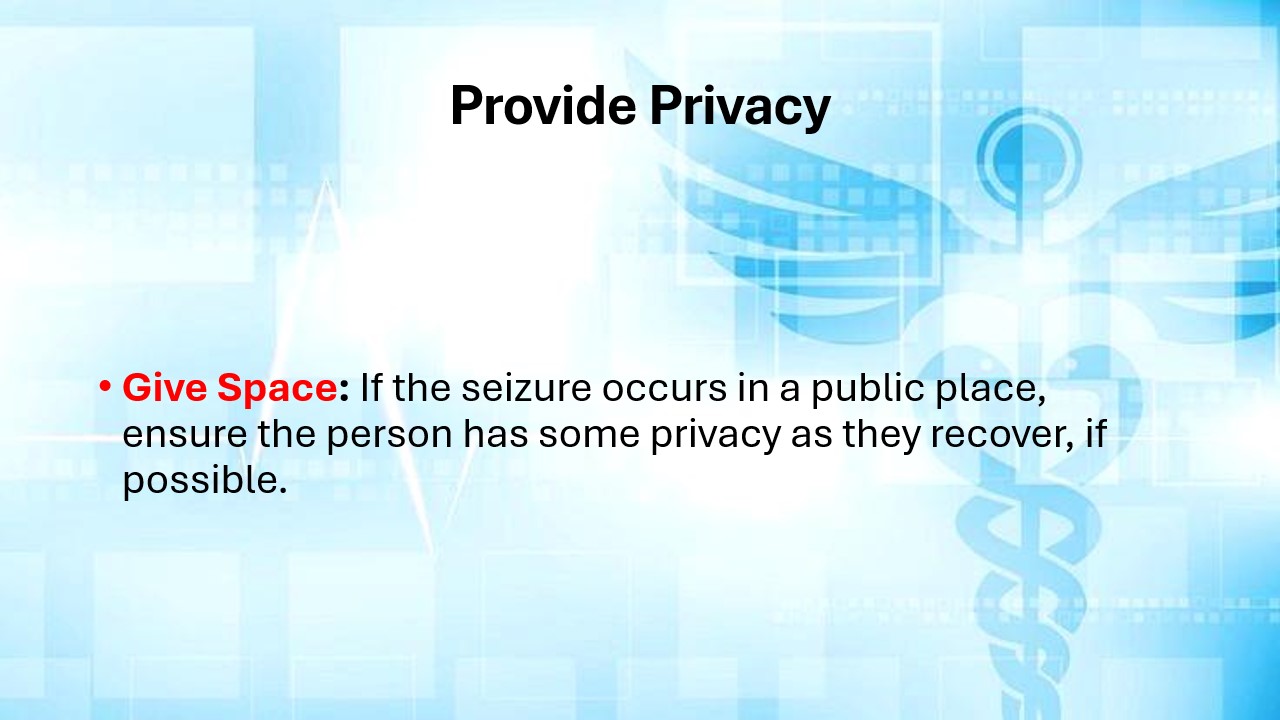 Provide Privacy
• Give Space: If the seizure occurs in a public place,
ensure the person has some privacy as they recover, if
possible.